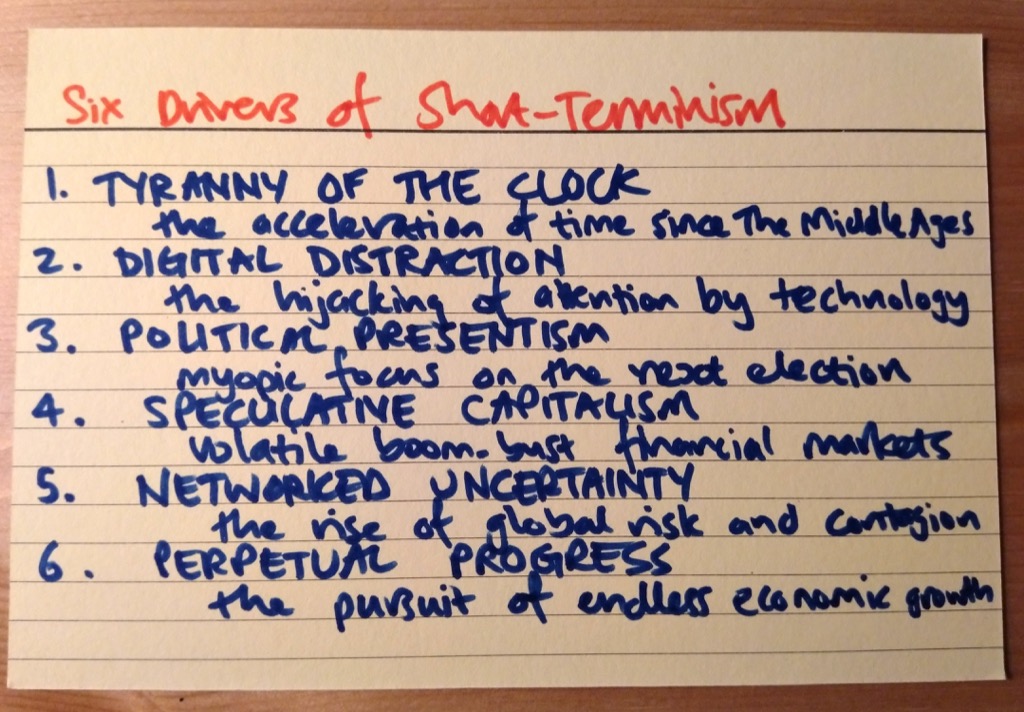 Six Drivers of Short-Terminism
1. TYRANNY OF THE CLOCK
the acceleration of time since The Middle Ages
2. DIGITAL DISTRACTION
the hijacking of attention by technology
3. POLITICAL PRESENTISM
myopic focus on the next election
4. SPECULATIVE CAPITALISM
volatile boom-bust financial markets
5. NETWORKED UNCERTAINTY
the rise of global risk and contagion
6. PERPETUAL PROGRESS
the pursuit of endless economic growth